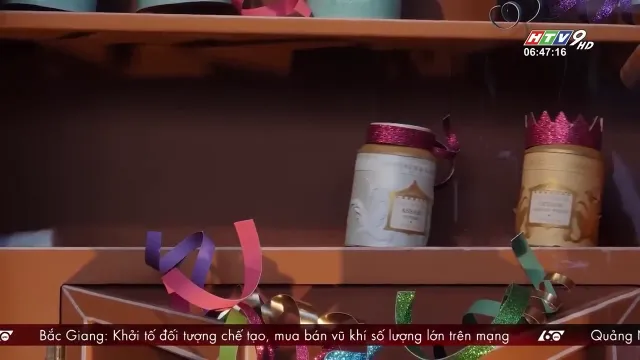 HTV9 HD
06:47:16
Bắc Giang: Khởi tố đối tượng chế tạo, mua bán vũ khí số lượng lớn trên mạng
60
Quảng